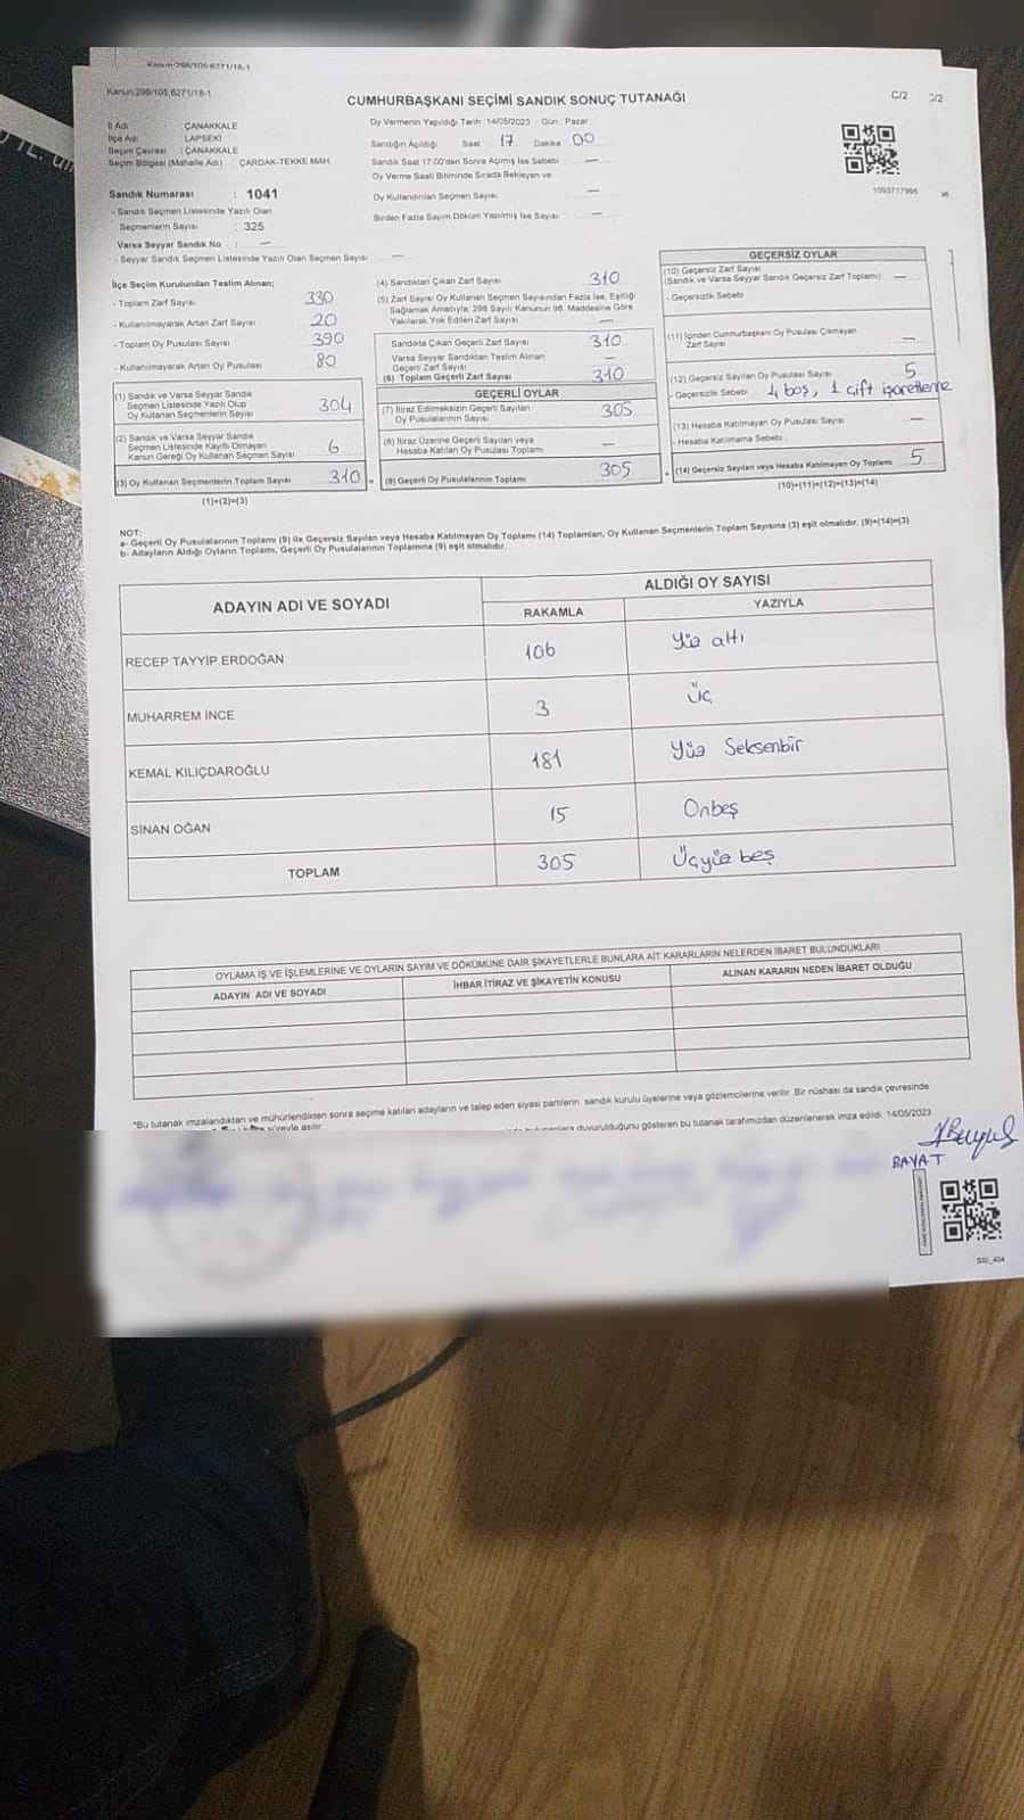 Kanun 298/105,6271/18-1
Kanun 298/105,6271/18-1
C/2
CUMHURBAŞKANI SEÇİMİ SANDIK SONUÇ TUTANAĞI
İl Adı : ÇANAKKALE
İlçe Adı : LAPSEKİ
Seçim Çevresi : ÇANAKKALE
Seçim Bölgesi (Mahalle Adı) : ÇARDAK-TEKKE MAH.
Sandık Numarası : 1041
- Sandık Seçmen Listesinde Yazılı Olan
Seçmenlerin Sayısı : 325
Varsa Seyyar Sandık No : —
- Seyyar Sandık Seçmen Listesinde Yazılı Olan Seçmen Sayısı —
Oy Vermenin Yapıldığı Tarih : 14/05/2023 Gün : Pazar
Sandığın Açıldığı Saat 17 Dakika 00
Sandık Saat 17:00'den Sonra Açılmış İse Sebebi —
Oy Verme Saati Bitiminde Sırada Bekleyen ve
Oy Kullandırılan Seçmen Sayısı —
Birden Fazla Sayım Döküm Yapılmış İse Sayısı —
İlçe Seçim Kurulundan Teslim Alınan;
- Toplam Zarf Sayısı 330
- Kullanılmayarak Artan Zarf Sayısı 20
- Toplam Oy Pusulası Sayısı 390
- Kullanılmayarak Artan Oy Pusulası 80
(1) Sandık ve Varsa Seyyar Sandık
Seçmen Listesinde Yazılı Olup
Oy Kullanan Seçmenlerin Sayısı 304
(2) Sandık ve Varsa Seyyar Sandık
Seçmen Listesinde Kayıtlı Olmayan
Kanun Gereği Oy Kullanan Seçmen Sayısı 6
(3) Oy Kullanan Seçmenlerin Toplam Sayısı 310 =
(1)+(2)=(3)
(4) Sandıktan Çıkan Zarf Sayısı 310
(5) Zarf Sayısı Oy Kullanan Seçmen Sayısından Fazla İse, Eşitliği
Sağlamak Amacıyla; 298 Sayılı Kanunun 98. Maddesine Göre
Yakılarak Yok Edilen Zarf Sayısı —
Sandıkta Çıkan Geçerli Zarf Sayısı 310
Varsa Seyyar Sandıktan Teslim Alınan
Geçerli Zarf Sayısı —
(6) Toplam Geçerli Zarf Sayısı 310
GEÇERLİ OYLAR
(7) İtiraz Edilmeksizin Geçerli Sayılan
Oy Pusulalarının Sayısı 305
(8) İtiraz Üzerine Geçerli Sayılan veya
Hesaba Katılan Oy Pusulası Toplamı —
(9) Geçerli Oy Pusulalarının Toplamı 305 +
GEÇERSİZ OYLAR
(10) Geçersiz Zarf Sayısı
(Sandık ve Varsa Seyyar Sandık Geçersiz Zarf Toplamı) —
- Geçersizlik Sebebi
(11) İçinden Cumhurbaşkanı Oy Pusulası Çıkmayan
Zarf Sayısı —
(12) Geçersiz Sayılan Oy Pusulası Sayısı 5
- Geçersizlik Sebebi 4 boş, 1 çift işaretleme
(13) Hesaba Katılmayan Oy Pusulası Sayısı —
- Hesaba Katılmama Sebebi
(14) Geçersiz Sayılan veya Hesaba Katılmayan Oy Toplamı 5
(10)+(11)+(12)+(13)=(14)
NOT:
a- Geçerli Oy Pusulalarının Toplamı (9) ile Geçersiz Sayılan veya Hesaba Katılmayan Oy Toplamı (14) Toplamları, Oy Kullanan Seçmenlerin Toplam Sayısına (3) eşit olmalıdır. (9)+(14)=(3)
b- Adayların Aldığı Oyların Toplamı, Geçerli Oy Pusulalarının Toplamına (9) eşit olmalıdır.
ADAYIN ADI VE SOYADI ALDIĞI OY SAYISI
RAKAMLA YAZIYLA
RECEP TAYYİP ERDOĞAN 106 Yüz altı
MUHARREM İNCE 3 Üç
KEMAL KILIÇDAROĞLU 181 Yüz Seksenbir
SİNAN OĞAN 15 Onbeş
TOPLAM 305 Üçyüz beş
OYLAMA İŞ VE İŞLEMLERİNE VE OYLARIN SAYIM VE DÖKÜMÜNE DAİR ŞİKAYETLERLE BUNLARA AİT KARARLARIN NELERDEN İBARET BULUNDUKLARI
ADAYIN ADI VE SOYADI İHBAR İTİRAZ VE ŞİKAYETİN KONUSU ALINAN KARARIN NEDEN İBARET OLDUĞU
*Bu tutanak imzalandıktan ve mühürlendikten sonra seçime katılan adayların ve talep eden siyasi partilerin, sandık kurulu üyelerine veya gözlemcilerine verilir. Bir nüshası da sandık çevresinde
süreyle asılır.
duyurulduğunu gösteren bu tutanak tarafımızdan düzenlenerek imza edildi. 14/05/2023
BAYAT